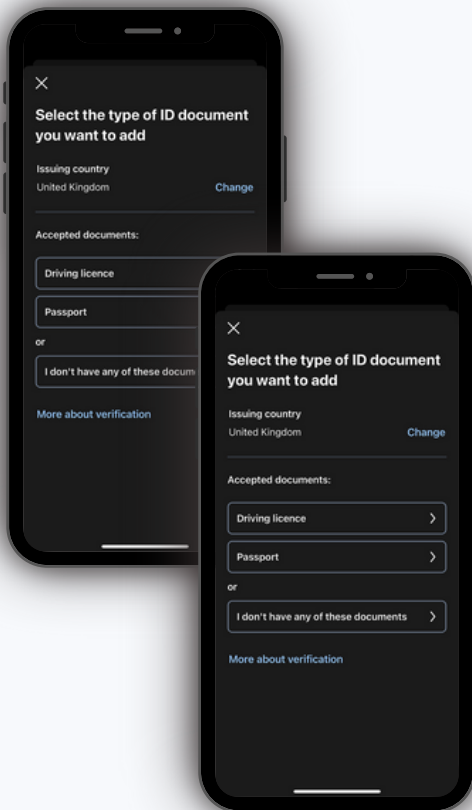 Select the type of ID document
you want to add
Issuing country
United Kingdom
Change
Accepted documents:
Driving licence
Passport
or
I don't have any of these docum
More about verification
Select the type of ID document
you want to add
Issuing country
United Kingdom
Change
Accepted documents:
Driving licence
Passport
or
I don't have any of these documents
More about verification